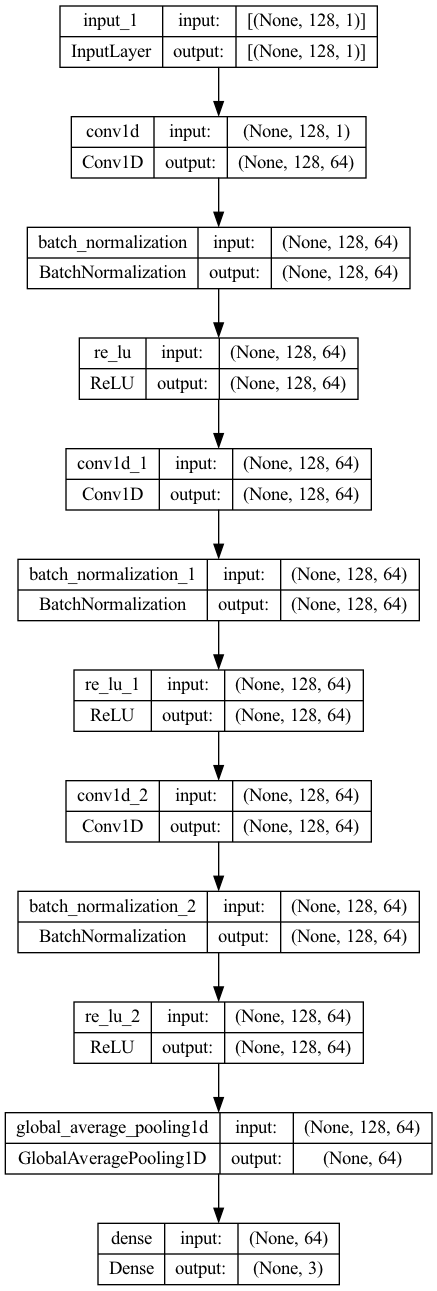 input_1 input: [(None, 128, 1)]
InputLayer output: [(None, 128, 1)]
conv1d input: (None, 128, 1)
Conv1D output: (None, 128, 64)
batch_normalization input: (None, 128, 64)
BatchNormalization output: (None, 128, 64)
re_lu input: (None, 128, 64)
ReLU output: (None, 128, 64)
conv1d_1 input: (None, 128, 64)
Conv1D output: (None, 128, 64)
batch_normalization_1 input: (None, 128, 64)
BatchNormalization output: (None, 128, 64)
re_lu_1 input: (None, 128, 64)
ReLU output: (None, 128, 64)
conv1d_2 input: (None, 128, 64)
Conv1D output: (None, 128, 64)
batch_normalization_2 input: (None, 128, 64)
BatchNormalization output: (None, 128, 64)
re_lu_2 input: (None, 128, 64)
ReLU output: (None, 128, 64)
global_average_pooling1d input: (None, 128, 64)
GlobalAveragePooling1D output: (None, 64)
dense input: (None, 64)
Dense output: (None, 3)